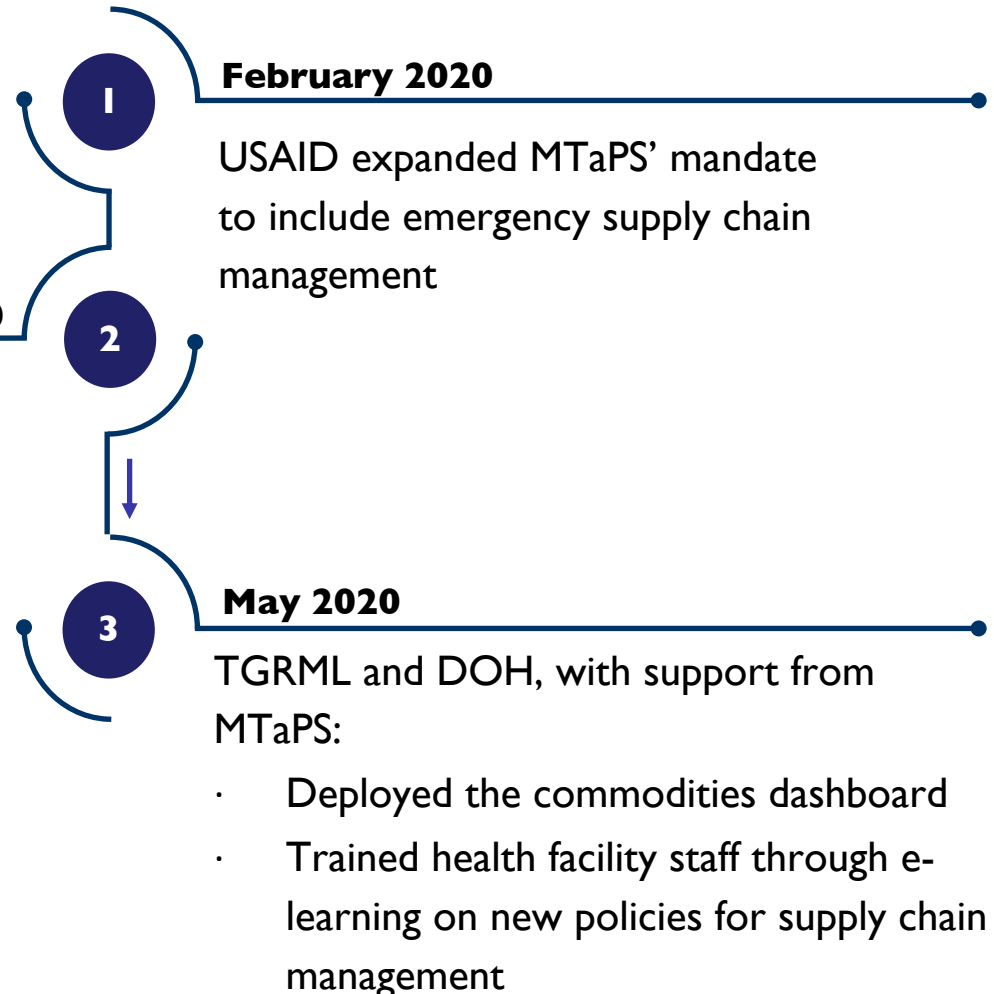 1
February 2020
USAID expanded MTaPS’ mandate
to include emergency supply chain
management
2
3
May 2020
TGRML and DOH, with support from
MTaPS:
· Deployed the commodities dashboard
· Trained health facility staff through e-
learning on new policies for supply chain
management